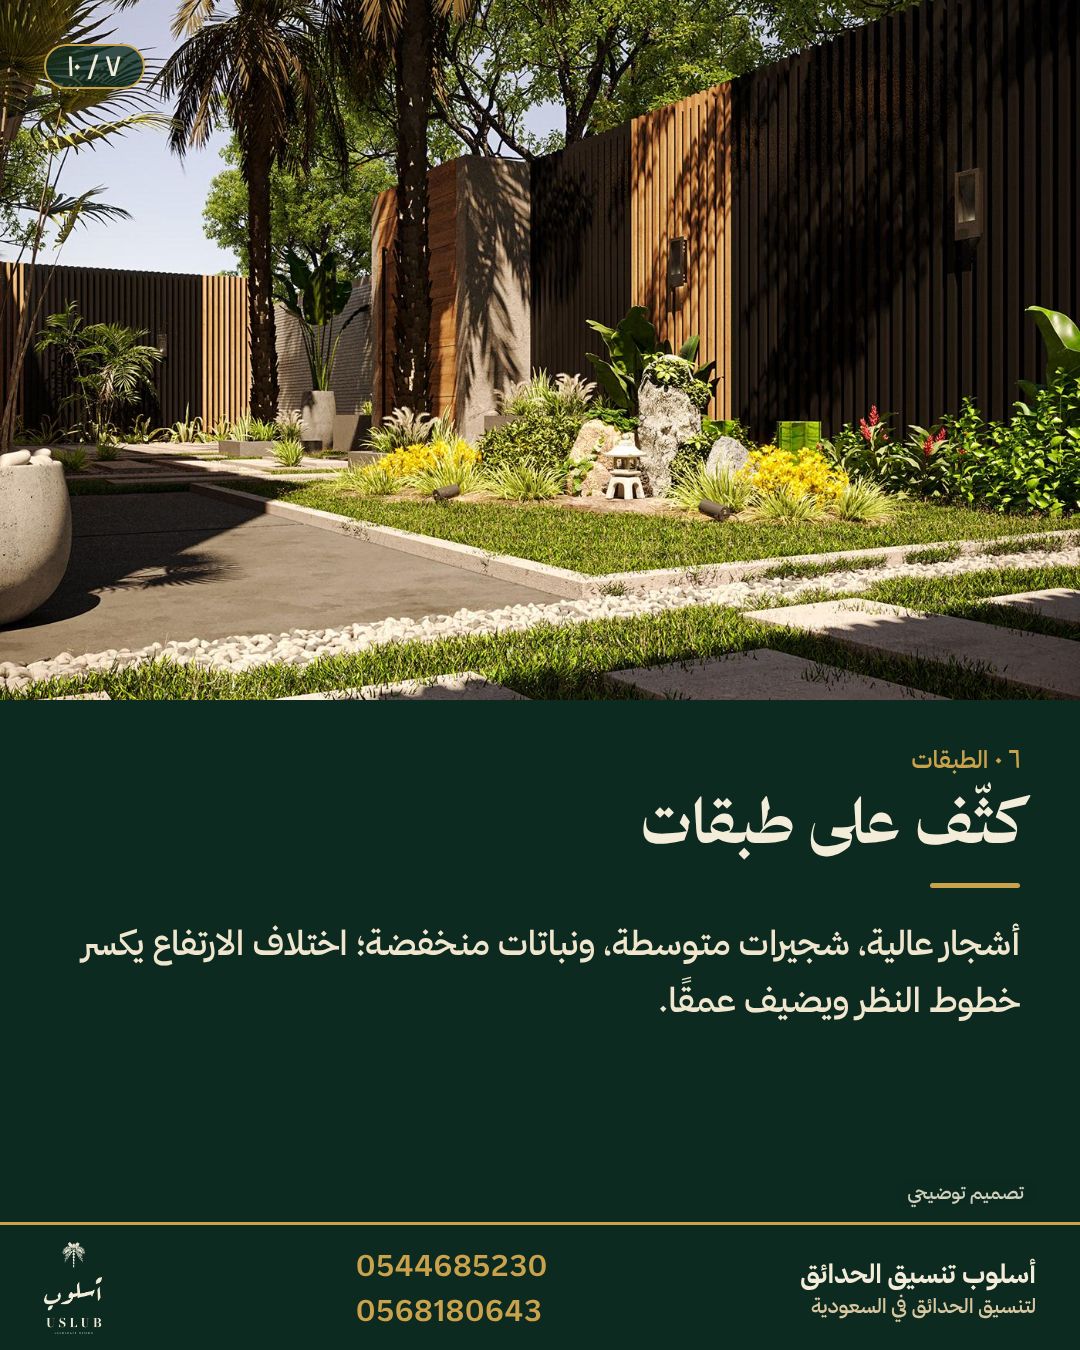 ٧ / ١٠
٠٦ · الطبقات
كثّف على طبقات
أشجار عالية، شجيرات متوسطة، ونباتات منخفضة؛ اختلاف الارتفاع يكسر
خطوط النظر ويضيف عمقًا.
تصميم توضيحي
أسلوب تنسيق الحدائق
لتنسيق الحدائق في السعودية
0544685230
0568180643
أسلوب
USLUB